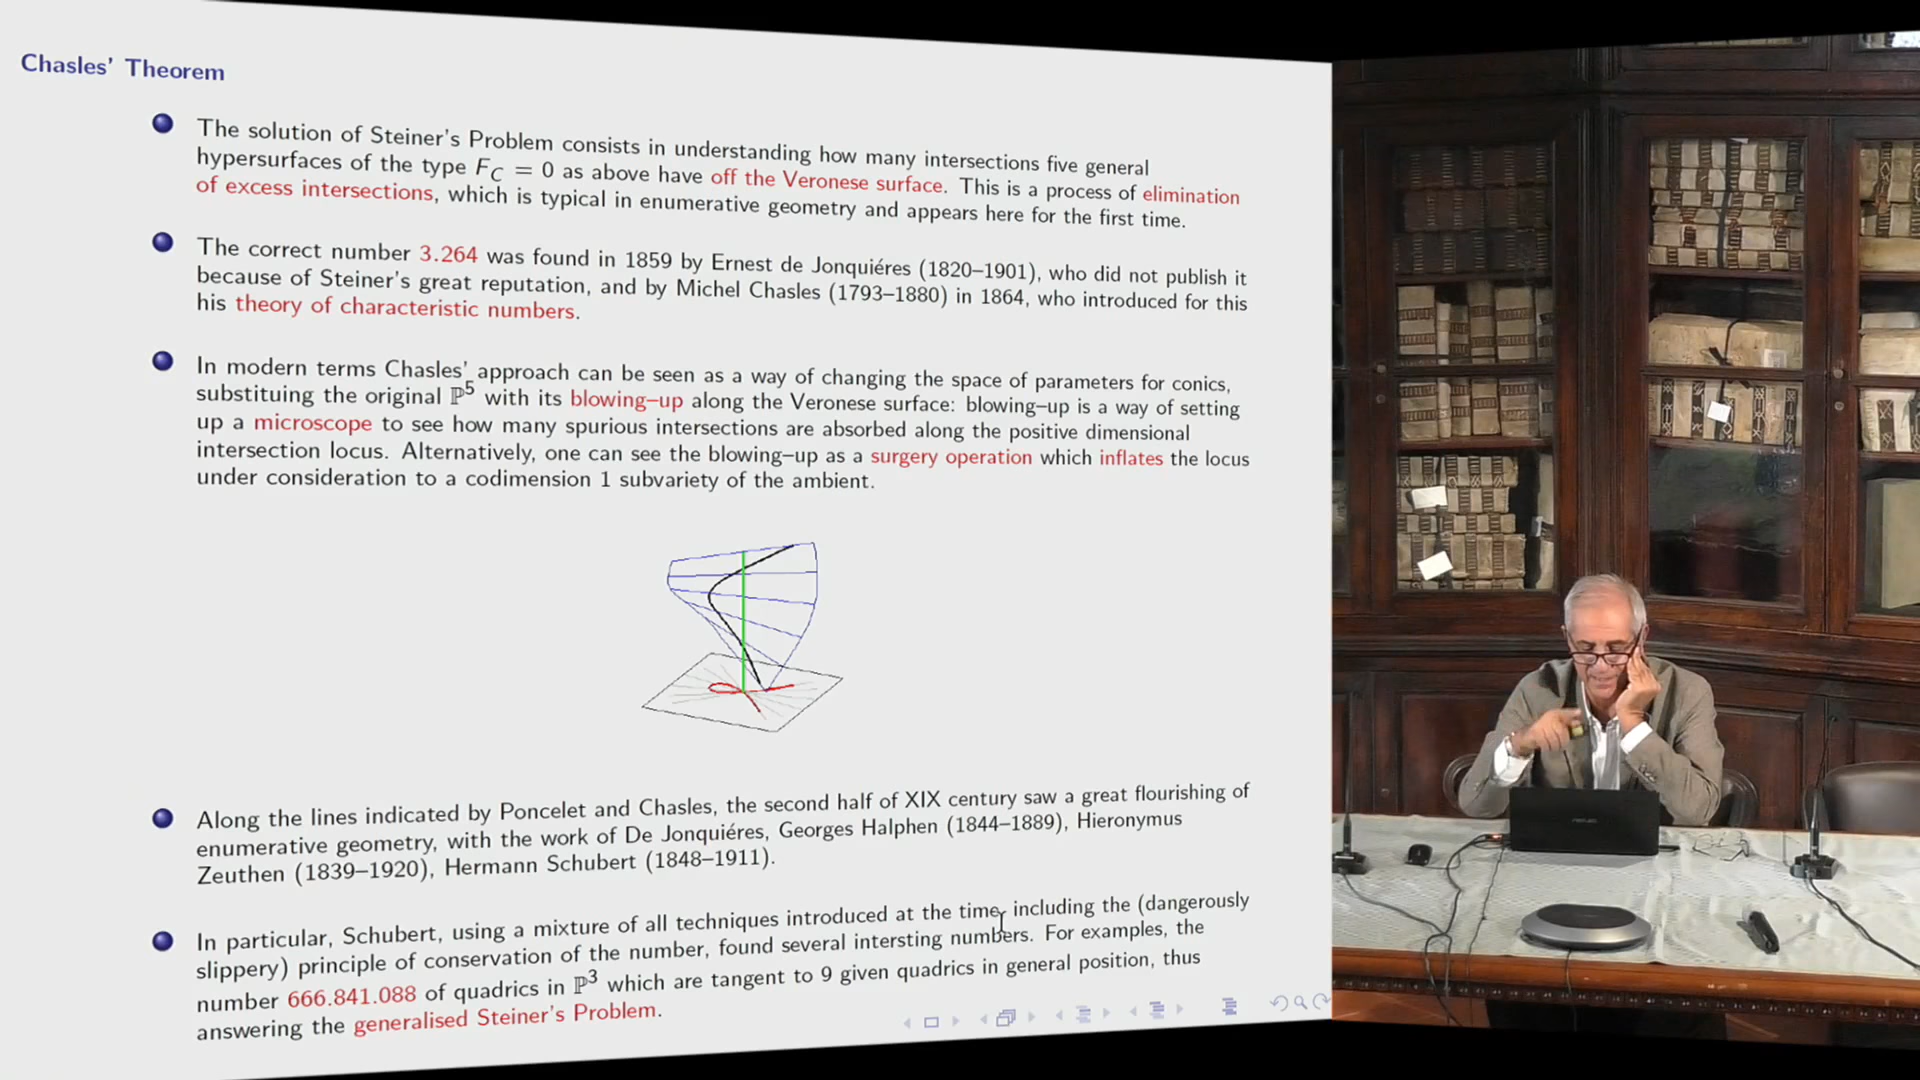 Chasles' Theorem
The solution of Steiner's Problem consists in understanding how many intersections five general
hypersurfaces of the type F_C = 0 as above have off the Veronese surface. This is a process of elimination
of excess intersections, which is typical in enumerative geometry and appears here for the first time.
The correct number 3.264 was found in 1859 by Ernest de Jonquiéres (1820–1901), who did not publish it
because of Steiner's great reputation, and by Michel Chasles (1793–1880) in 1864, who introduced for this
his theory of characteristic numbers.
In modern terms Chasles' approach can be seen as a way of changing the space of parameters for conics,
substituing the original ℙ⁵ with its blowing–up along the Veronese surface: blowing–up is a way of setting
up a microscope to see how many spurious intersections are absorbed along the positive dimensional
intersection locus. Alternatively, one can see the blowing–up as a surgery operation which inflates the locus
under consideration to a codimension 1 subvariety of the ambient.
Along the lines indicated by Poncelet and Chasles, the second half of XIX century saw a great flourishing of
enumerative geometry, with the work of De Jonquiéres, Georges Halphen (1844–1889), Hieronymus
Zeuthen (1839–1920), Hermann Schubert (1848–1911).
In particular, Schubert, using a mixture of all techniques introduced at the time, including the (dangerously
slippery) principle of conservation of the number, found several intersting numbers. For examples, the
number 666.841.088 of quadrics in ℙ³ which are tangent to 9 given quadrics in general position, thus
answering the generalised Steiner's Problem.